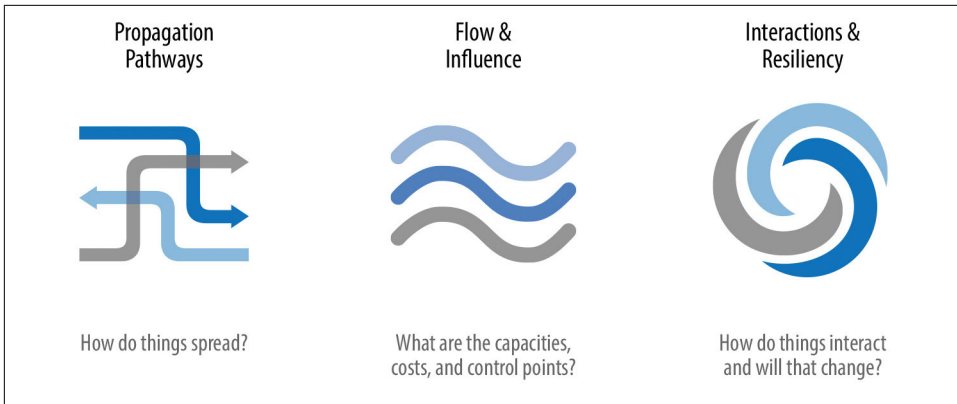 Propagation
Pathways
Flow &
Influence
Interactions &
Resiliency
How do things spread?
What are the capacities,
costs, and control points?
How do things interact
and will that change?